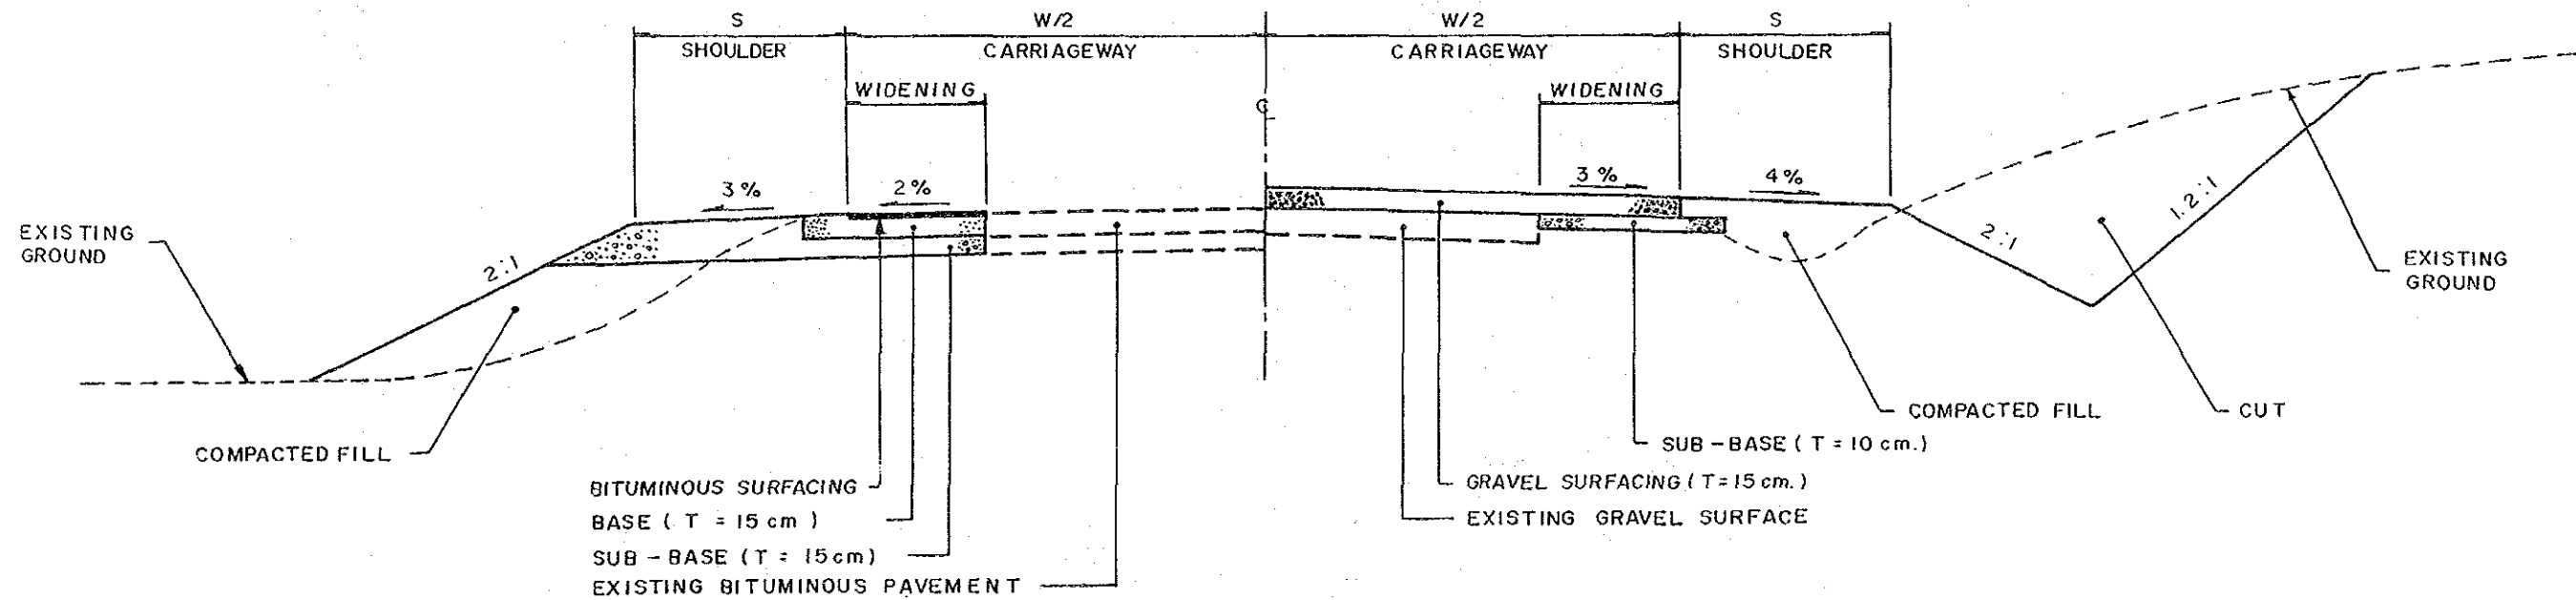 S
W/2
W/2
S
SHOULDER
CARRIAGEWAY
CARRIAGEWAY
SHOULDER
WIDENING
WIDENING
℄
3%
2%
3%
4%
EXISTING
GROUND
2:1
2:1
1.2:1
EXISTING
GROUND
COMPACTED FILL
COMPACTED FILL
CUT
SUB-BASE (T = 10 cm.)
BITUMINOUS SURFACING
GRAVEL SURFACING (T = 15 cm.)
BASE (T = 15 cm)
EXISTING GRAVEL SURFACE
SUB-BASE (T = 15cm)
EXISTING BITUMINOUS PAVEMENT